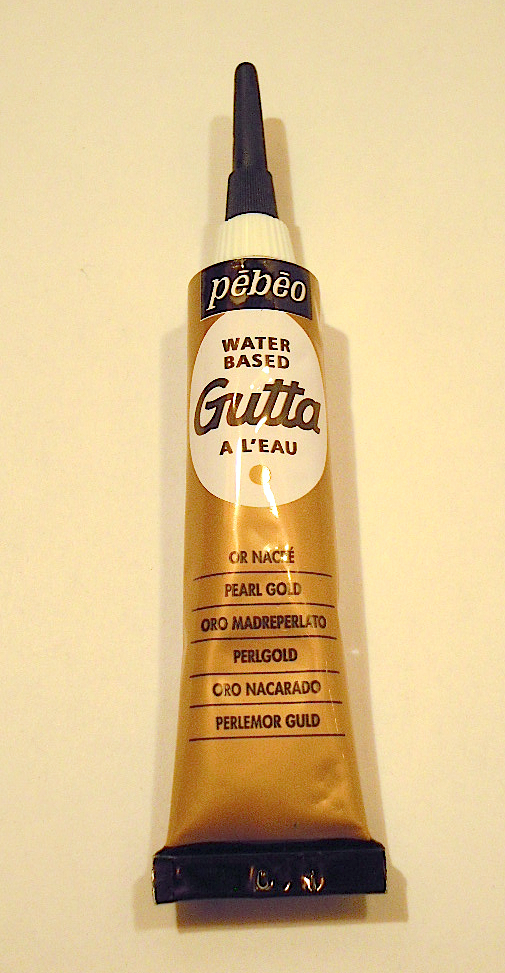 pēbēo
WATER
BASED
Gutta
A L'EAU
OR NACRÉ
PEARL GOLD
ORO MADREPERLATO
PERLGOLD
ORO NACARADO
PERLEMOR GULD